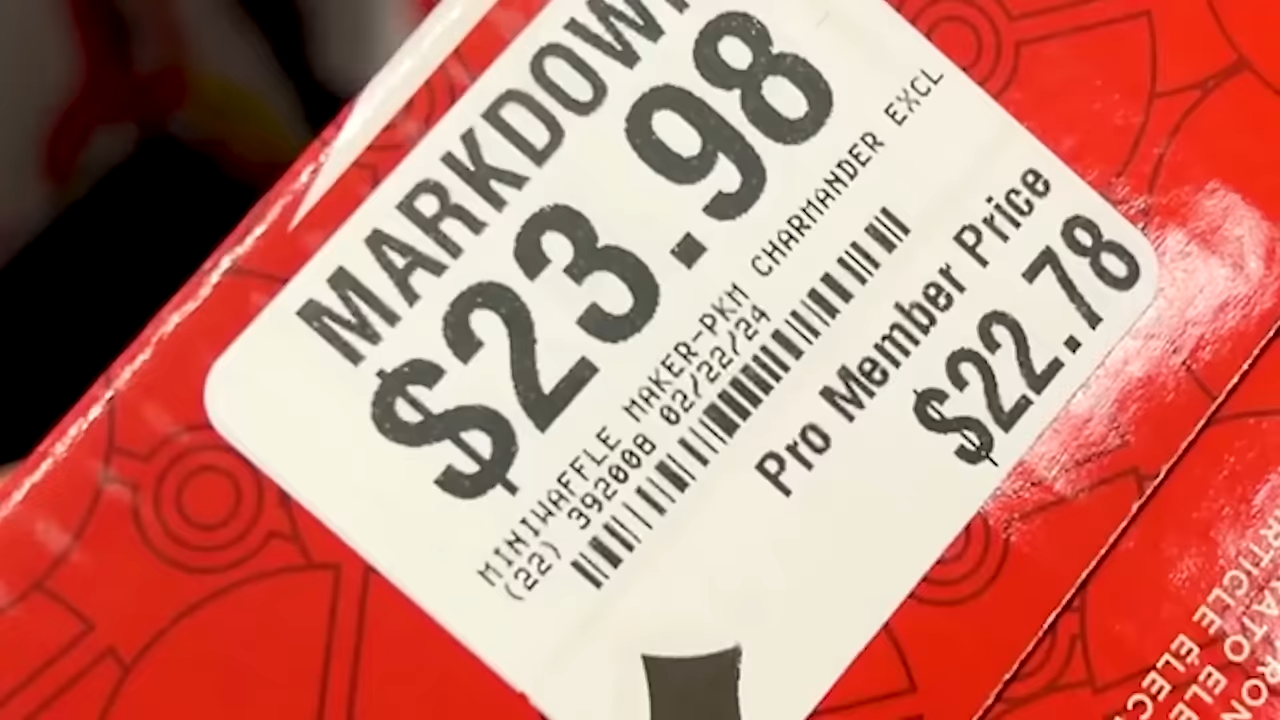 MARKDOWN
$23.98
MINIWAFFLE MAKER-PKM CHARMANDER EXCL
(22) 392008 02/22/24
Pro Member Price
$22.78